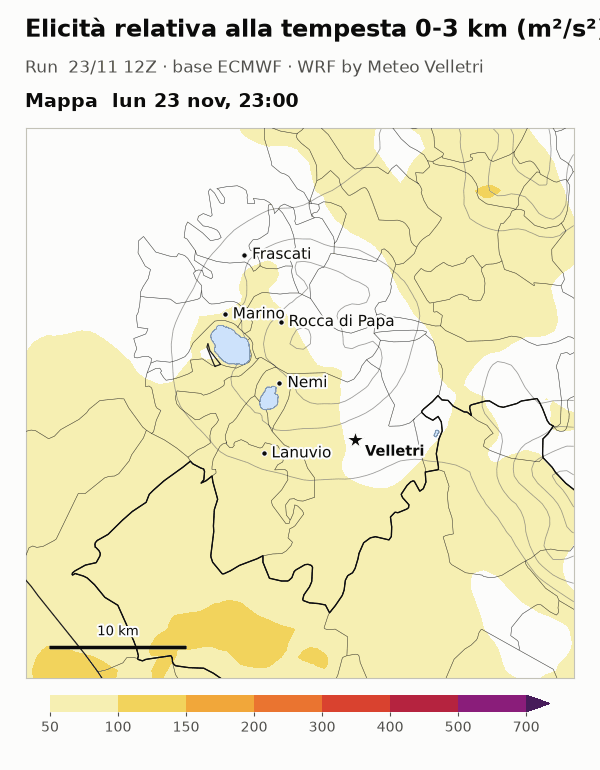 Elicità relativa alla tempesta 0-3 km (m²/s²)
Run 23/11 12Z · base ECMWF · WRF by Meteo Velletri
Mappa lun 23 nov, 23:00
Frascati
Marino
Rocca di Papa
Nemi
Velletri
Lanuvio
10 km
50 100 150 200 300 400 500 700